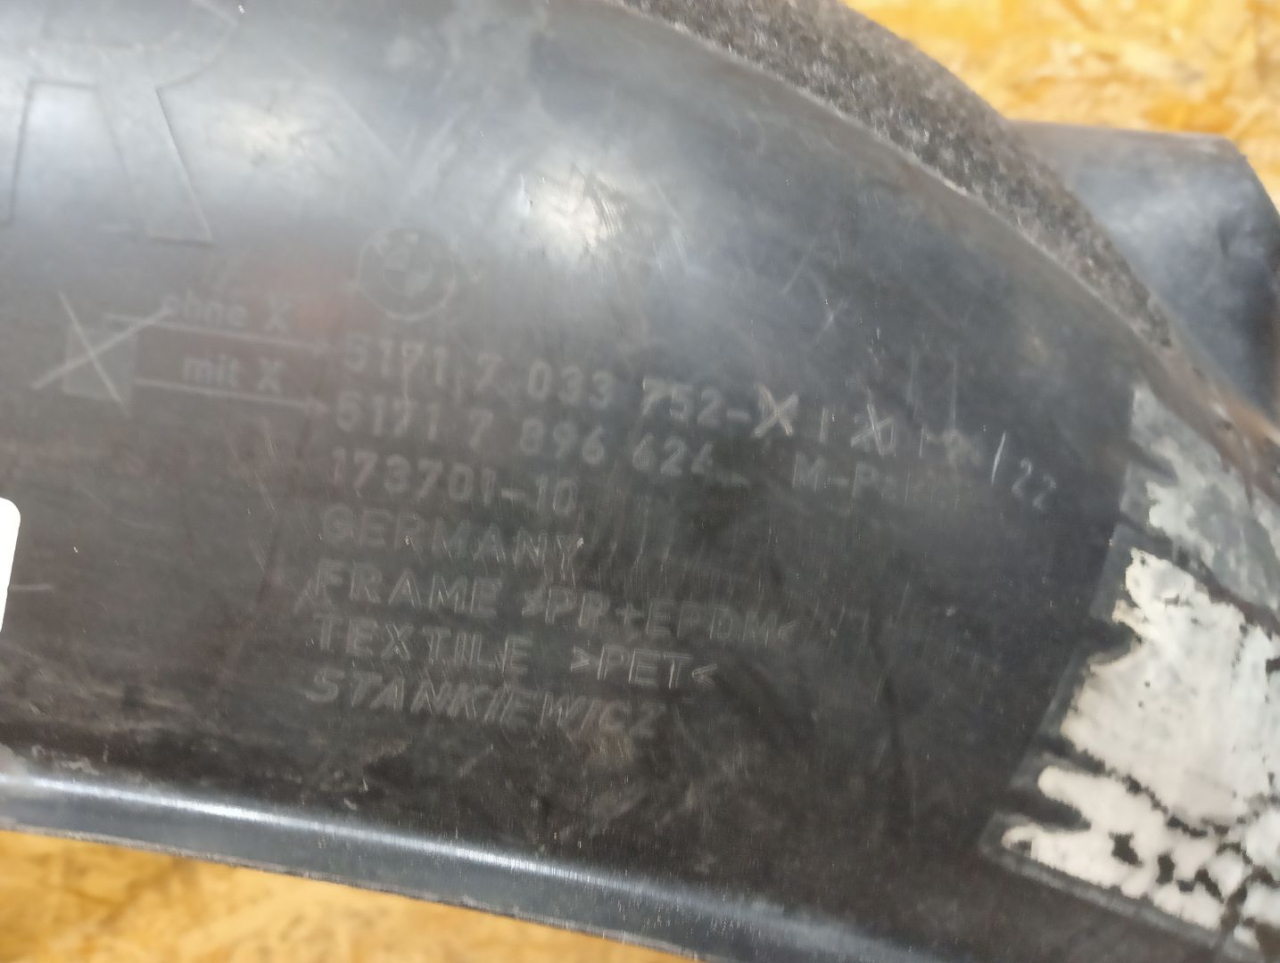 R
ohne X
mit X
5171 7 033 752- / 22
5171 7 896 624 M-P
173701-10
GERMANY
FRAME >PP+EPDM<
TEXTILE >PET<
STANKIEWICZ